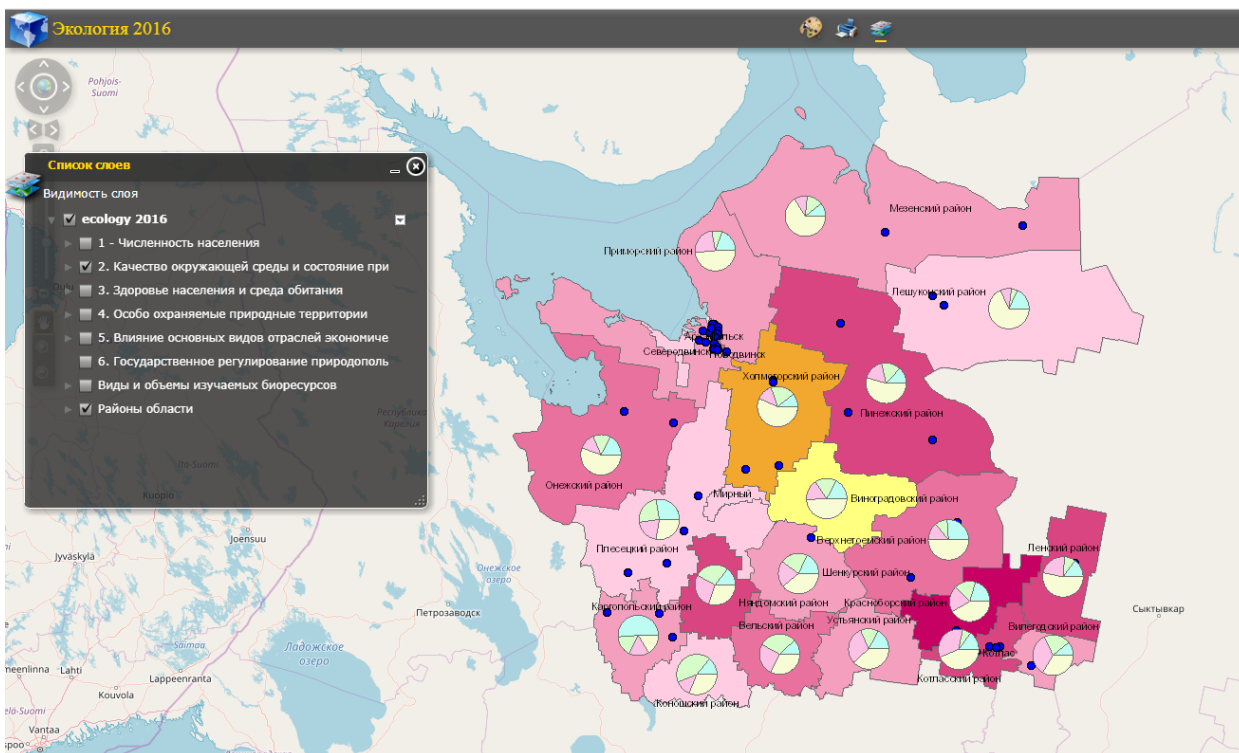 Экология 2016
Pohjois-
Suomi
Список слоев
Видимость слоя
ecology 2016
1 - Численность населения
2. Качество окружающей среды и состояние при
3. Здоровье населения и среда обитания
4. Особо охраняемые природные территории
5. Влияние основных видов отраслей экономиче
6. Государственное регулирование природополь
Виды и объемы изучаемых биоресурсов
Районы области
Oulu
Республика
Карелия
Itä-Suomi
Kuopio
Joensuu
Jyväskylä
Онежское
озеро
Петрозаводск
Saimaa
Ладожское
озеро
Lahti
Lappeenranta
Kouvola
Vantaa
Мезенский район
Приморский район
Лешуконский район
Северодвинск
Новодвинск
Холмогорский район
Пинежский район
Онежский район
Мирный
Виноградовский район
Плесецкий район
Верхнетоемский район
Ленский район
Шенкурский район
Каргопольский район
Няндомский район
Красноборский район
Вельский район
Устьянский район
Вилегодский район
Котлас
Котласский район
Коношский район
Сыктывкар